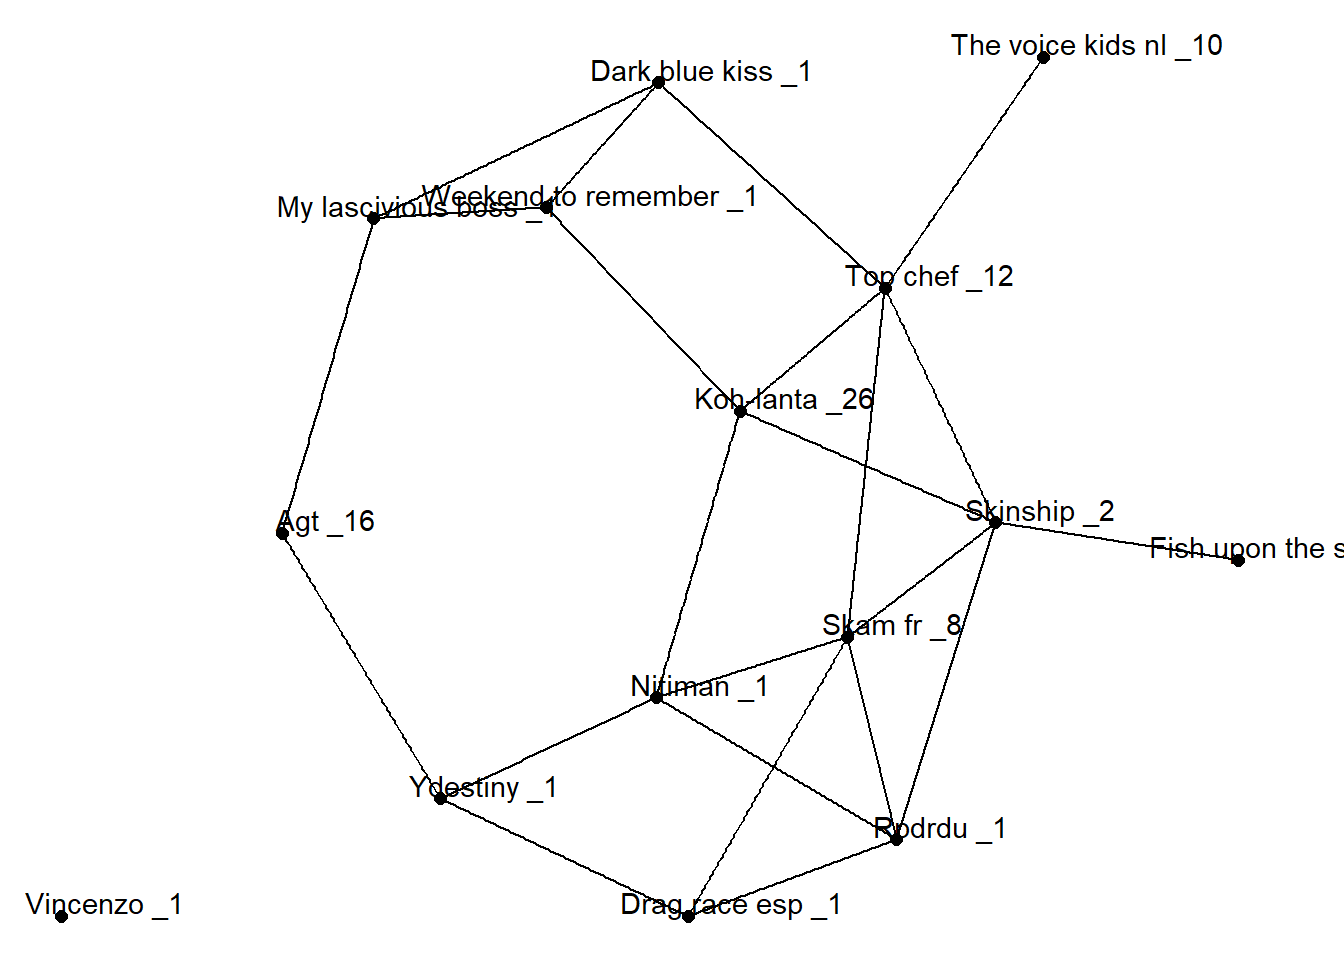 The voice kids nl _10
Dark blue kiss _1
Weekend to remember _1
My lascivious boss _1
Top chef _12
Koh-lanta _26
Skinship _2
Agt _16
Fish upon the s
Skam fr _8
Nitiman _1
Ydestiny _1
Rpdrdu _1
Vincenzo _1
Drag race esp _1